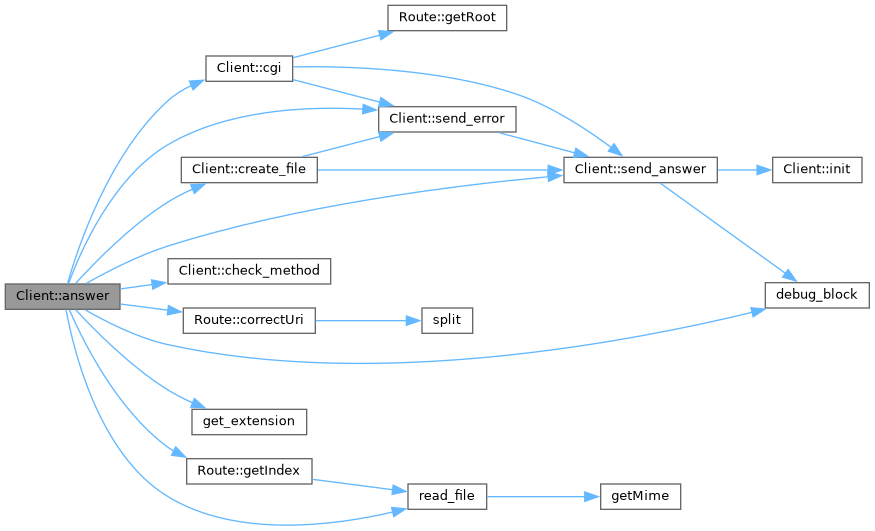 Route::getRoot
Client::cgi
Client::send_error
Client::create_file
Client::send_answer
Client::init
Client::check_method
Client::answer
debug_block
Route::correctUri
split
get_extension
Route::getIndex
read_file
getMime